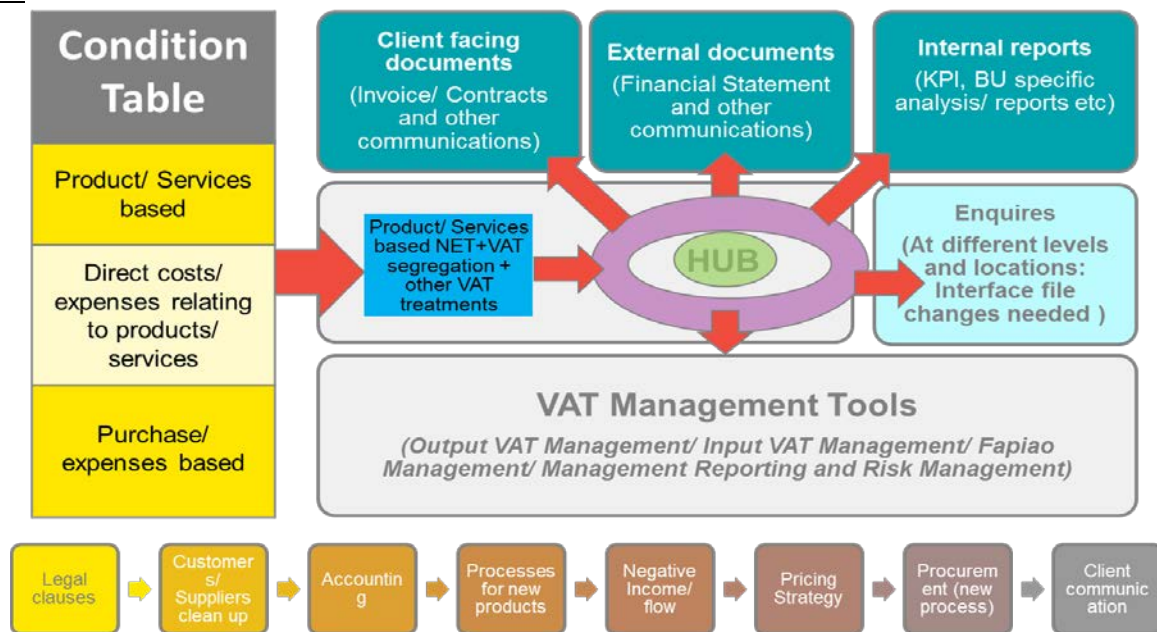 Condition
Table
Product/ Services
based
Direct costs/
expenses relating
to products/
services
Purchase/
expenses based
Client facing
documents
(Invoice/ Contracts
and other
communications)
External documents
(Financial Statement
and other
communications)
Internal reports
(KPI, BU specific
analysis/ reports etc)
Product/ Services
based NET+VAT
segregation +
other VAT
treatments
HUB
Enquires
(At different levels
and locations:
Interface file
changes needed )
VAT Management Tools
(Output VAT Management/ Input VAT Management/ Fapiao
Management/ Management Reporting and Risk Management)
Legal
clauses
Customer
s/
Suppliers
clean up
Accountin
g
Processes
for new
products
Negative
Income/
flow
Pricing
Strategy
Procurem
ent (new
process)
Client
communic
ation